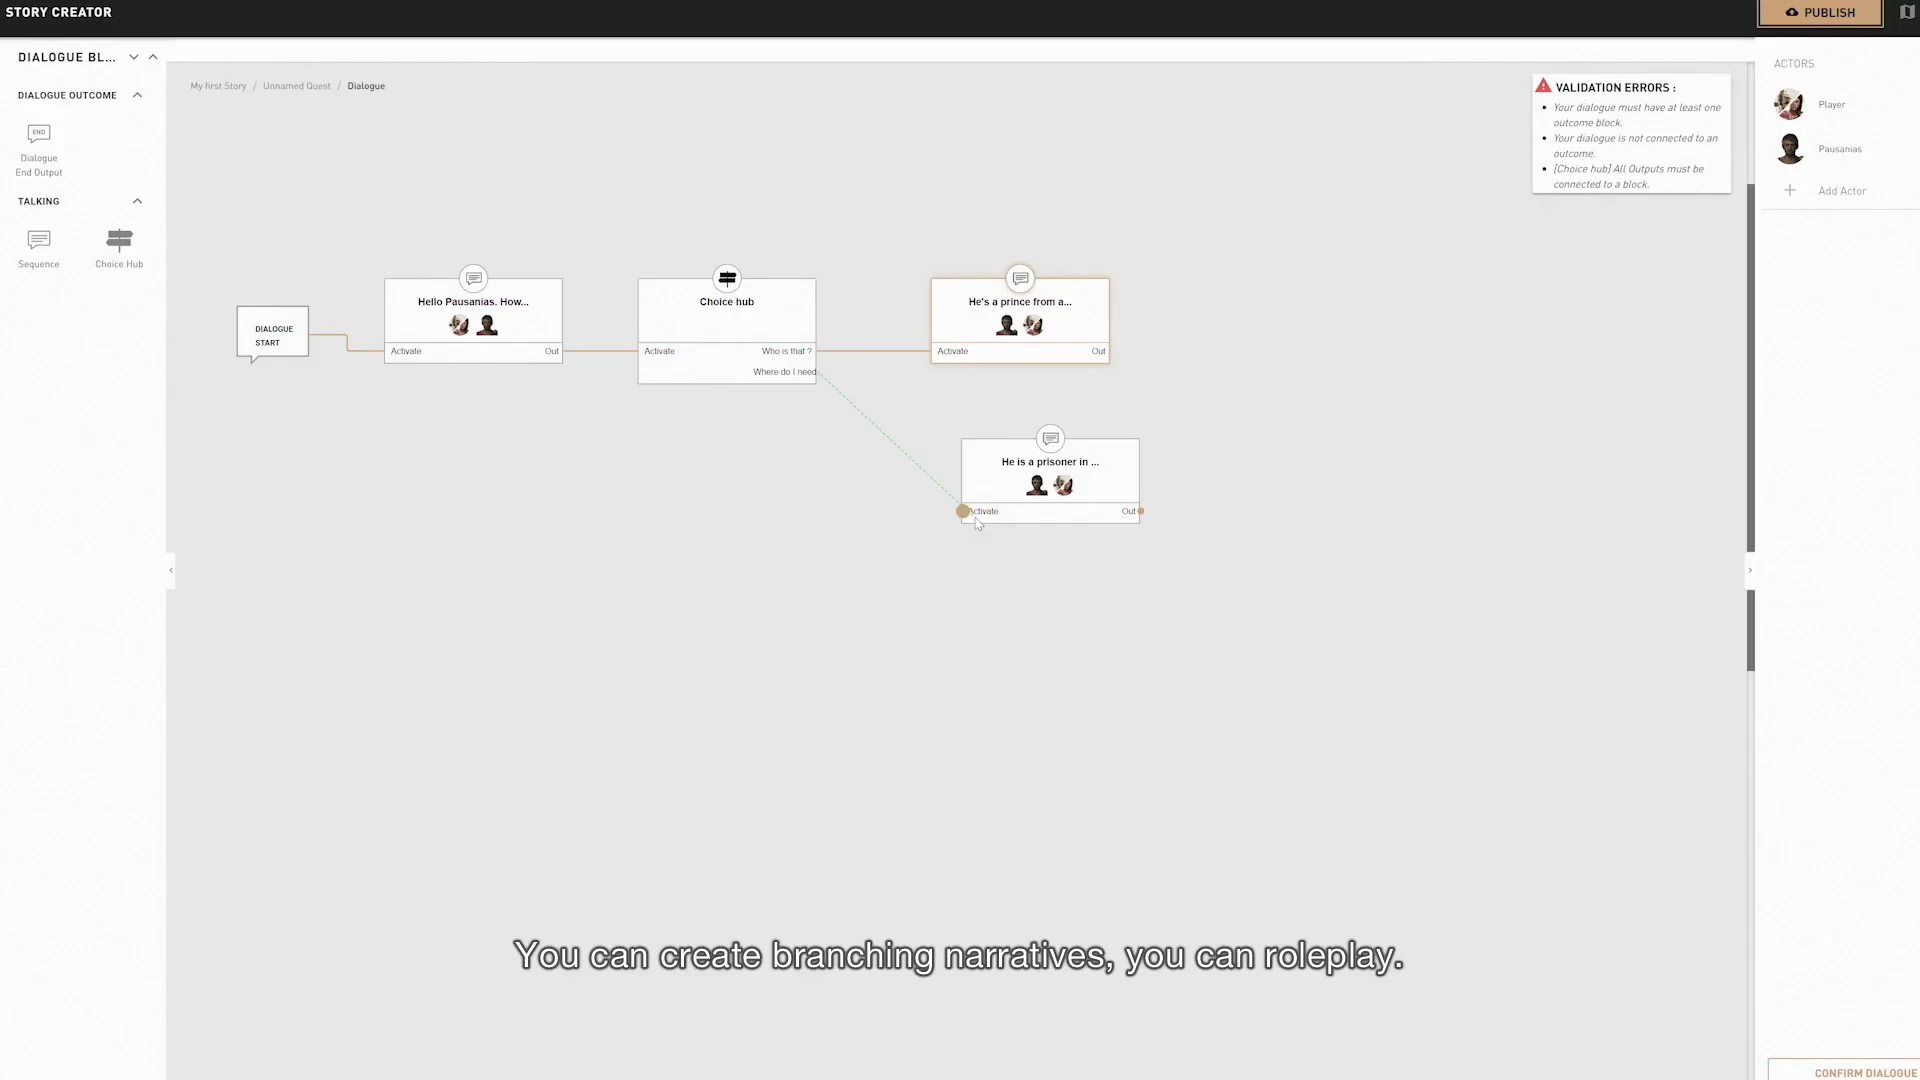 STORY CREATOR
PUBLISH
DIALOGUE BL...
DIALOGUE OUTCOME
END
Dialogue
End Output
TALKING
Sequence
Choice Hub
My first Story / Unnamed Quest / Dialogue
VALIDATION ERRORS :
Your dialogue must have at least one
outcome block.
Your dialogue is not connected to an
outcome.
[Choice hub] All Outputs must be
connected to a block.
ACTORS
Player
Pausanias
Add Actor
DIALOGUE
START
Hello Pausanias. How...
Activate
Out
Choice hub
Activate
Who is that ?
Where do I need
He's a prince from a...
Activate
Out
He is a prisoner in ...
Activate
Out
You can create branching narratives, you can roleplay.
CONFIRM DIALOGUE